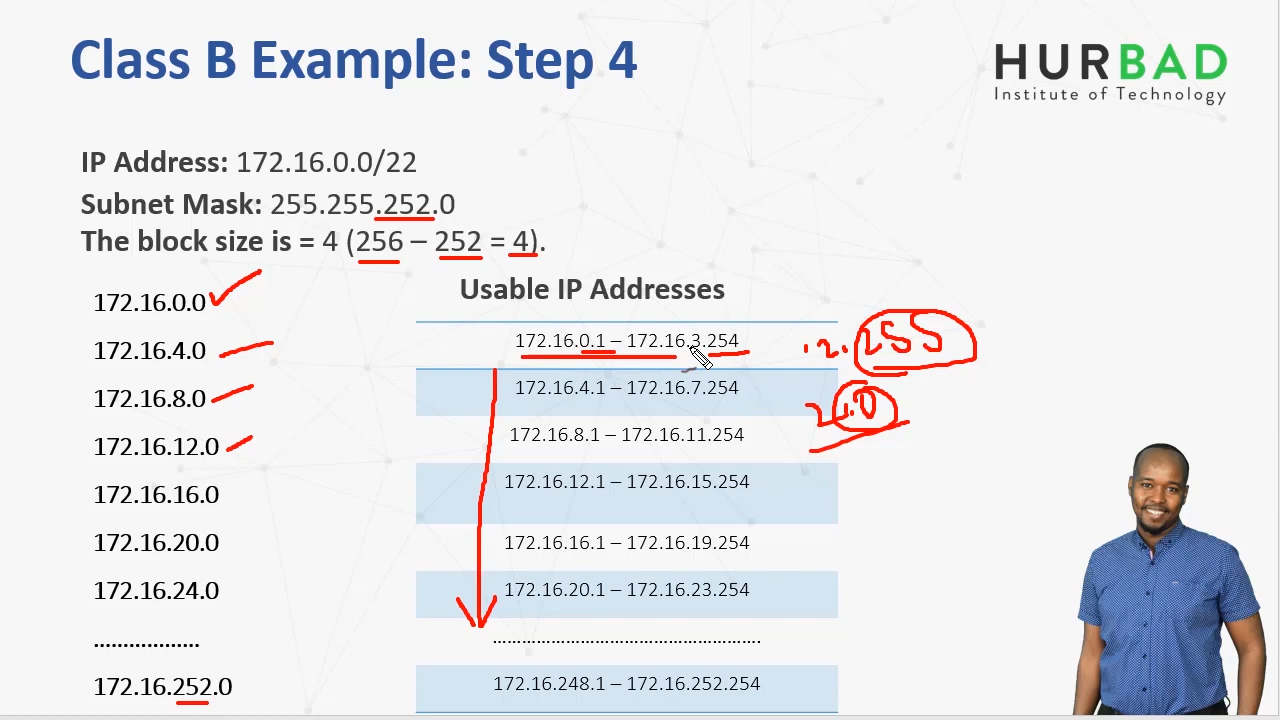 Class B Example: Step 4
HURBAD
Institute of Technology
IP Address: 172.16.0.0/22
Subnet Mask: 255.255.252.0
The block size is = 4 (256 – 252 = 4).
172.16.0.0
172.16.4.0
172.16.8.0
172.16.12.0
172.16.16.0
172.16.20.0
172.16.24.0
..................
172.16.252.0
Usable IP Addresses
172.16.0.1 – 172.16.3.254
172.16.4.1 – 172.16.7.254
172.16.8.1 – 172.16.11.254
172.16.12.1 – 172.16.15.254
172.16.16.1 – 172.16.19.254
172.16.20.1 – 172.16.23.254
......................................................
172.16.248.1 – 172.16.252.254
.2.255
.0